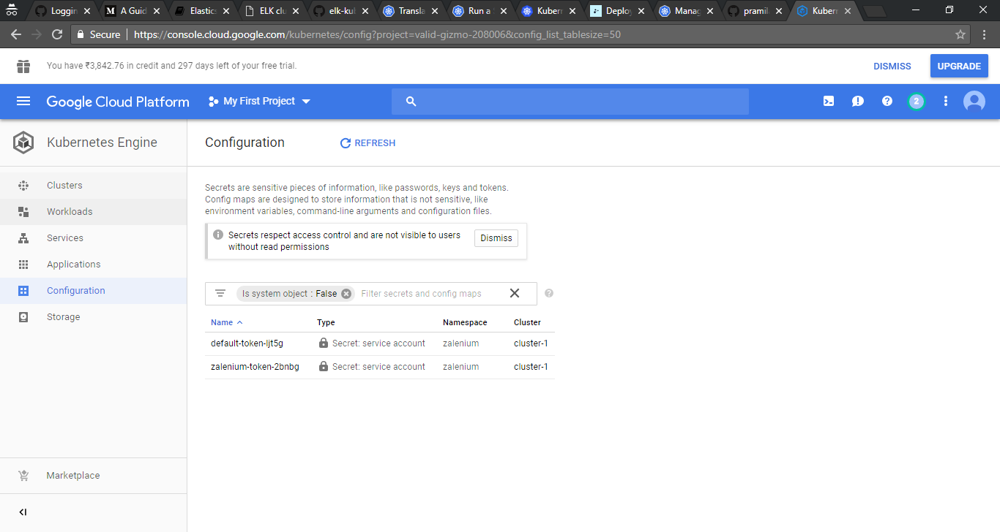 Loggin
A Guid
Elastics
ELK clu
elk-kub
Transla
Run a
Kubern
Deploy
Manag
pramil
Kubern
Secure
https://console.cloud.google.com/kubernetes/config?project=valid-gizmo-208006&config_list_tablesize=50
You have ₹3,842.76 in credit and 297 days left of your free trial.
DISMISS
UPGRADE
Google Cloud Platform
My First Project
2
Kubernetes Engine
Clusters
Workloads
Services
Applications
Configuration
Storage
Marketplace
Configuration
REFRESH
Secrets are sensitive pieces of information, like passwords, keys and tokens.
Config maps are designed to store information that is not sensitive, like
environment variables, command-line arguments and configuration files.
Secrets respect access control and are not visible to users
without read permissions
Dismiss
Is system object : False
Filter secrets and config maps
Name Type Namespace Cluster
default-token-ljt5g Secret: service account zalenium cluster-1
zalenium-token-2bnbg Secret: service account zalenium cluster-1